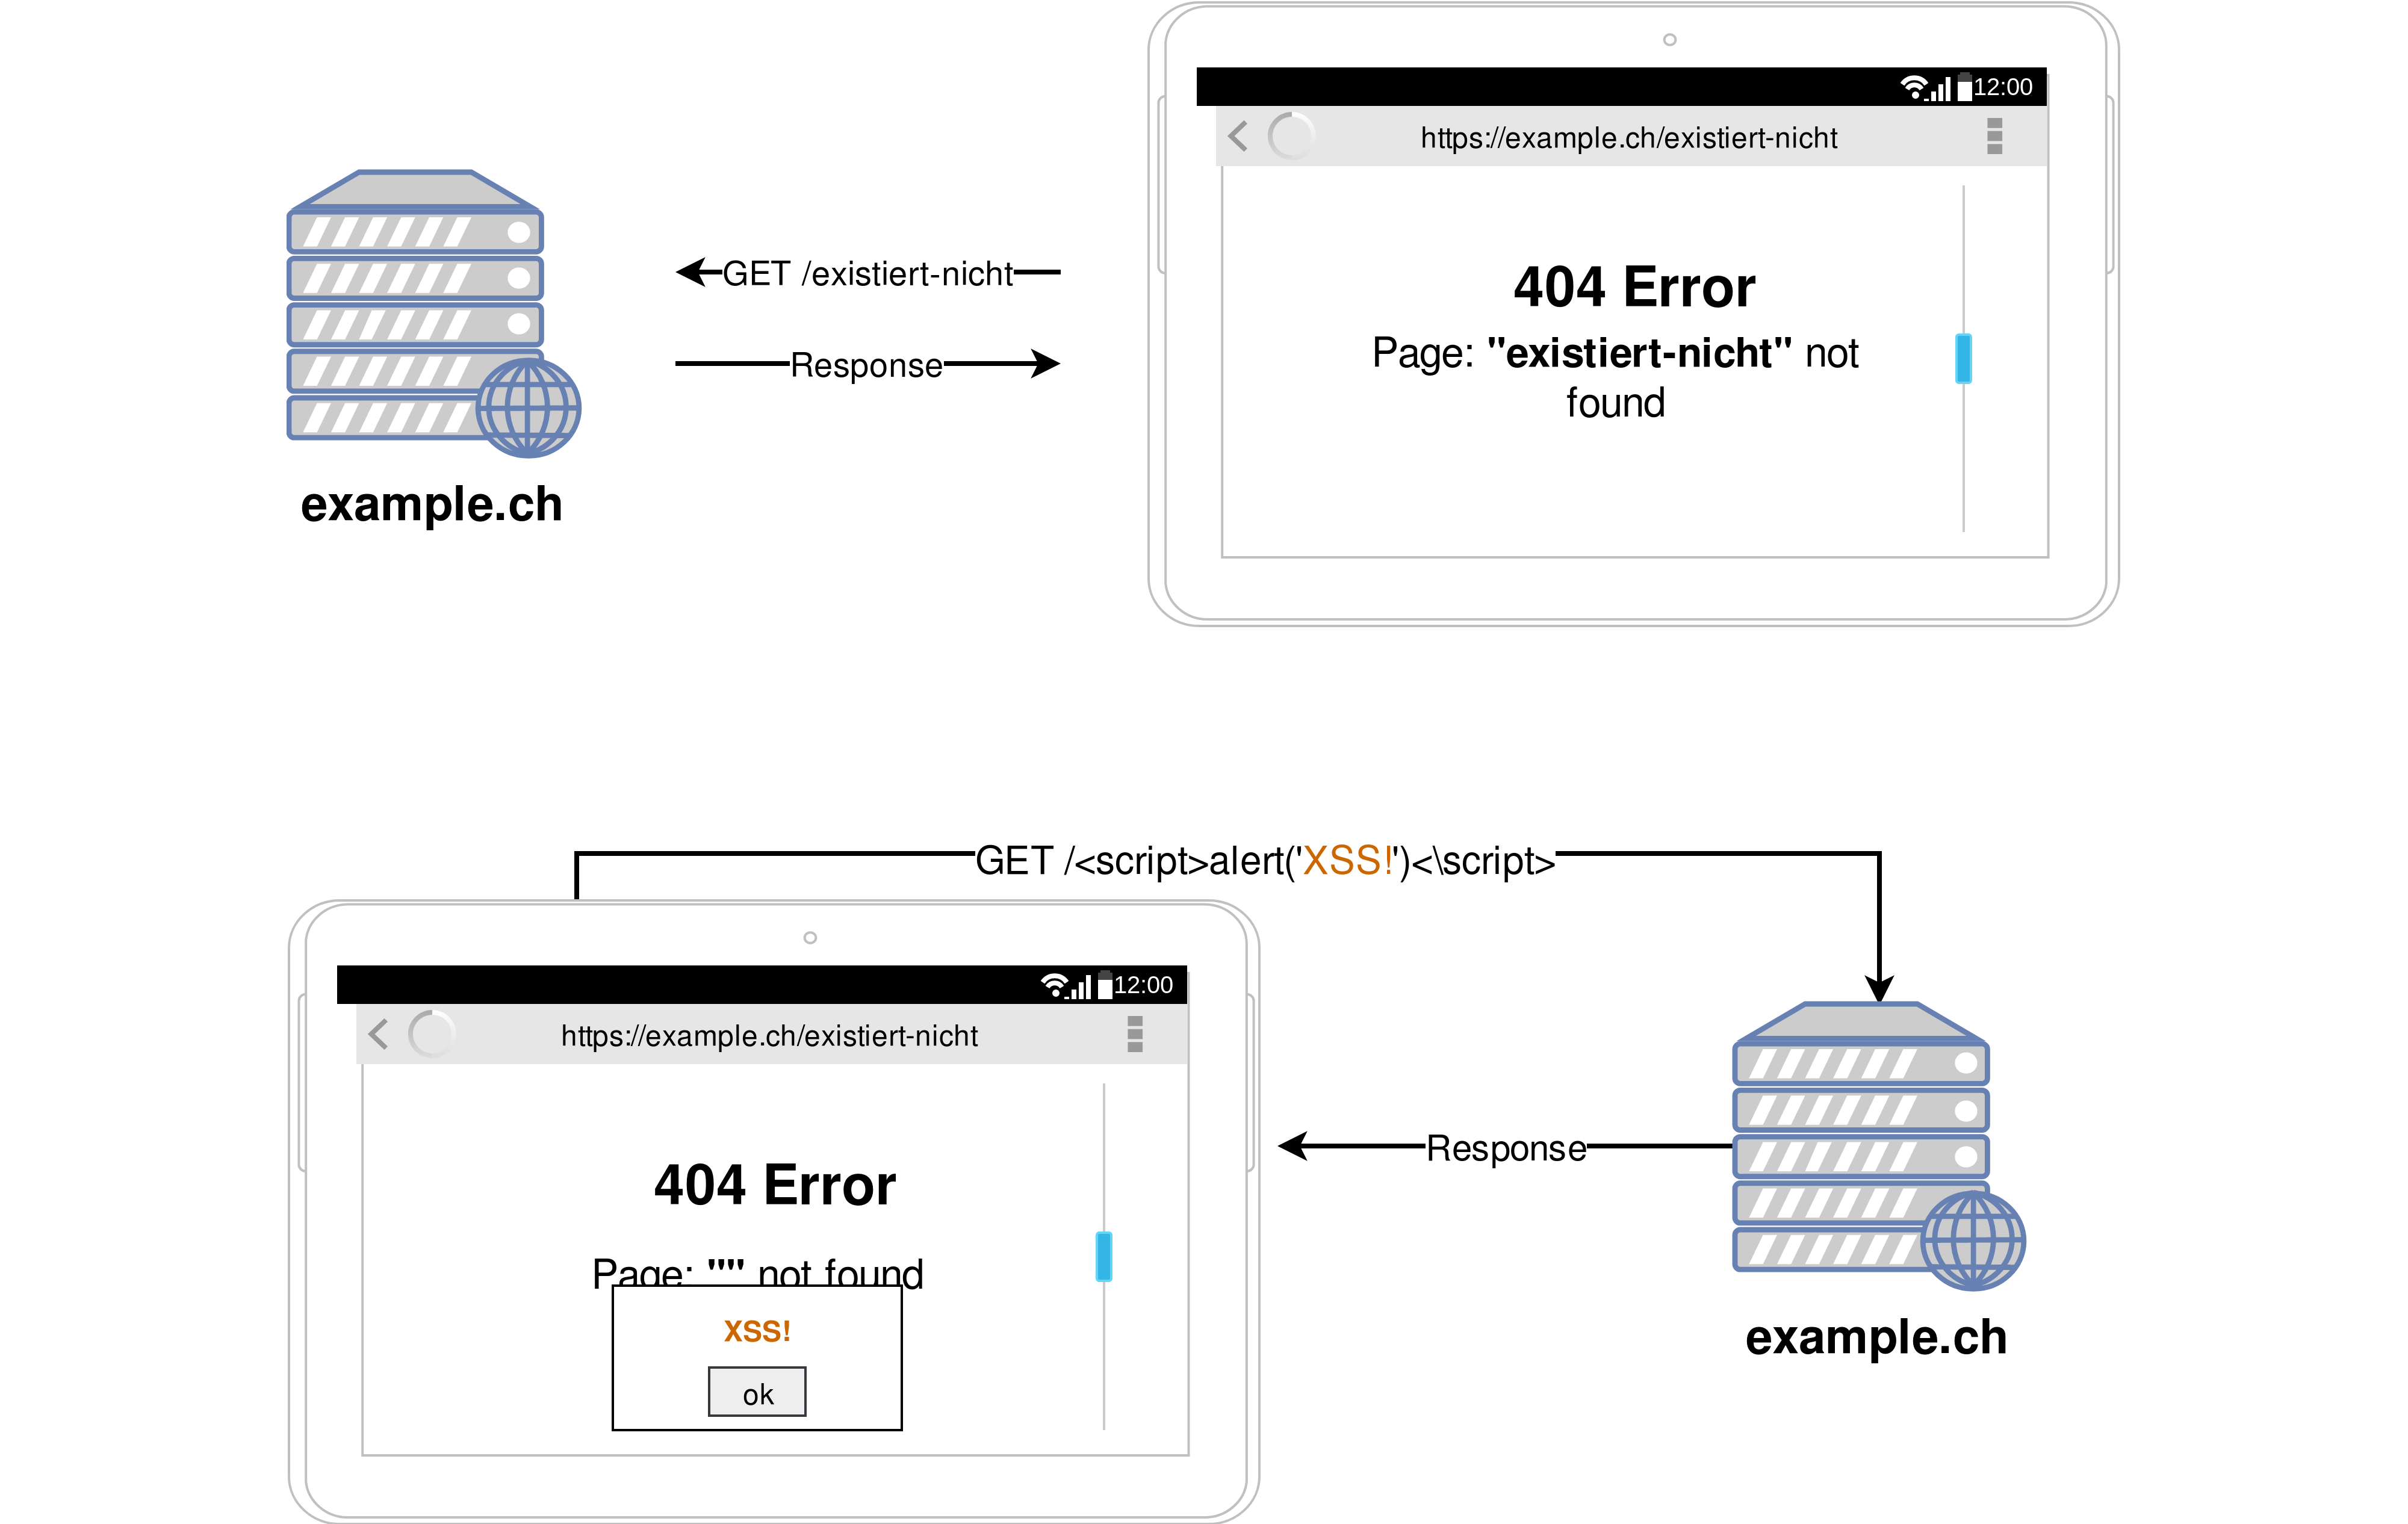 12:00
https://example.ch/existiert-nicht
GET /existiert-nicht
404 Error
Page: "existiert-nicht" not
found
Response
example.ch
GET /<script>alert('XSS!')<\script>
12:00
https://example.ch/existiert-nicht
404 Error
Response
Page: "" not found
XSS!
ok
example.ch